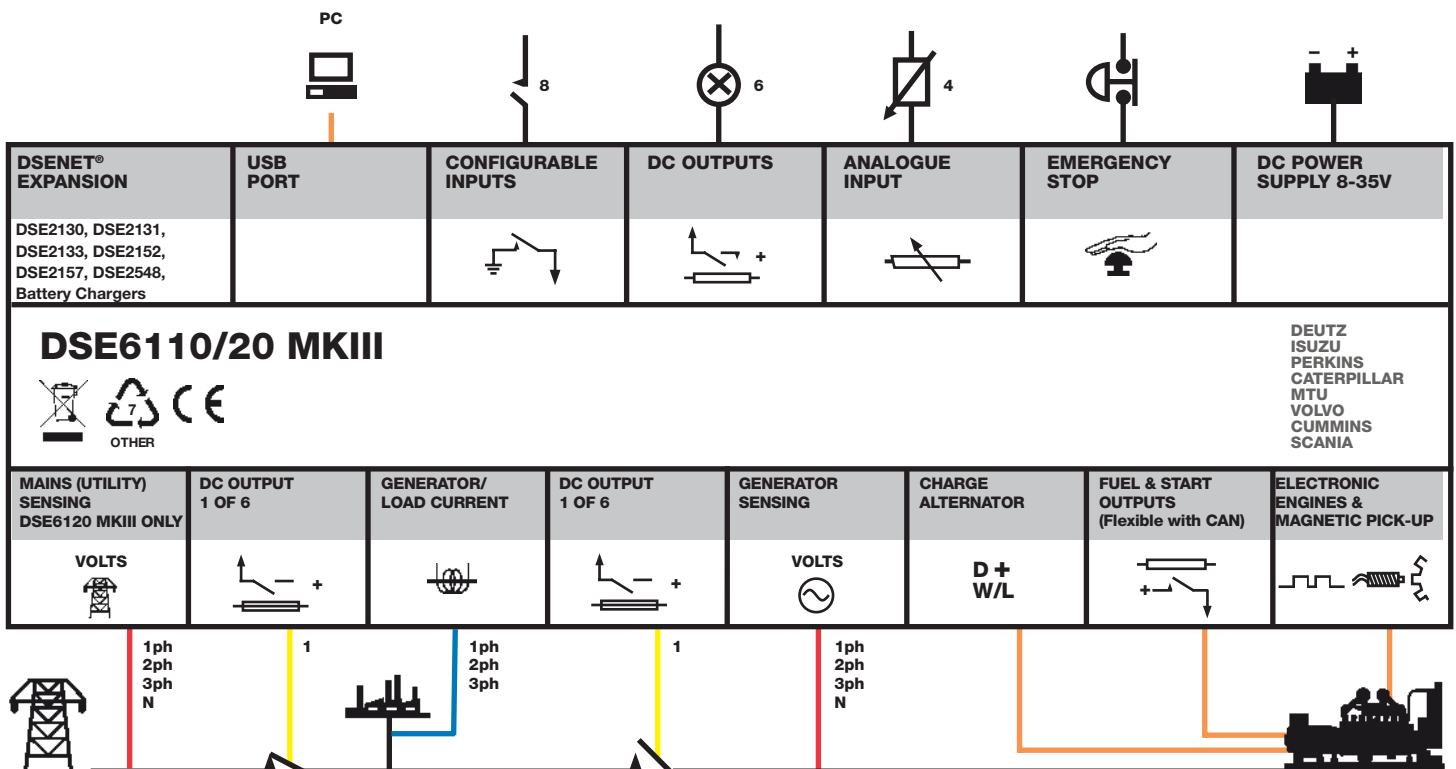 PC
8
6
4
– +
DSENET®
EXPANSION
USB
PORT
CONFIGURABLE
INPUTS
DC OUTPUTS
ANALOGUE
INPUT
EMERGENCY
STOP
DC POWER
SUPPLY 8-35V
DSE2130, DSE2131,
DSE2133, DSE2152,
DSE2157, DSE2548,
Battery Chargers
+
DSE6110/20 MKIII
7
OTHER
CE
DEUTZ
ISUZU
PERKINS
CATERPILLAR
MTU
VOLVO
CUMMINS
SCANIA
MAINS (UTILITY)
SENSING
DSE6120 MKIII ONLY
DC OUTPUT
1 OF 6
GENERATOR/
LOAD CURRENT
DC OUTPUT
1 OF 6
GENERATOR
SENSING
CHARGE
ALTERNATOR
FUEL & START
OUTPUTS
(Flexible with CAN)
ELECTRONIC
ENGINES &
MAGNETIC PICK-UP
VOLTS
+
+
VOLTS
D +
W/L
+
1ph
2ph
3ph
N
1
1ph
2ph
3ph
1
1ph
2ph
3ph
N